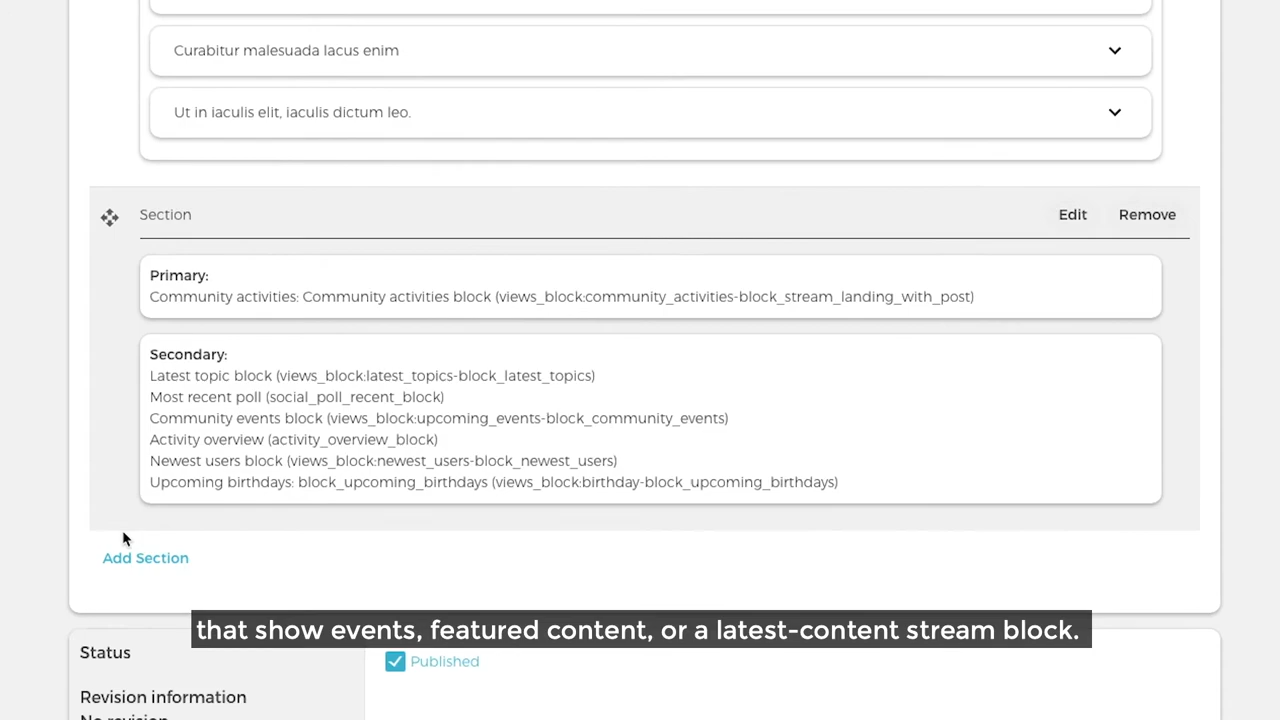 Curabitur malesuada lacus enim
Ut in iaculis elit, iaculis dictum leo.
Section
Edit
Remove
Primary:
Community activities: Community activities block (views_block:community_activities-block_stream_landing_with_post)
Secondary:
Latest topic block (views_block:latest_topics-block_latest_topics)
Most recent poll (social_poll_recent_block)
Community events block (views_block:upcoming_events-block_community_events)
Activity overview (activity_overview_block)
Newest users block (views_block:newest_users-block_newest_users)
Upcoming birthdays: block_upcoming_birthdays (views_block:birthday-block_upcoming_birthdays)
Add Section
that show events, featured content, or a latest-content stream block.
Status
Published
Revision information
No revision